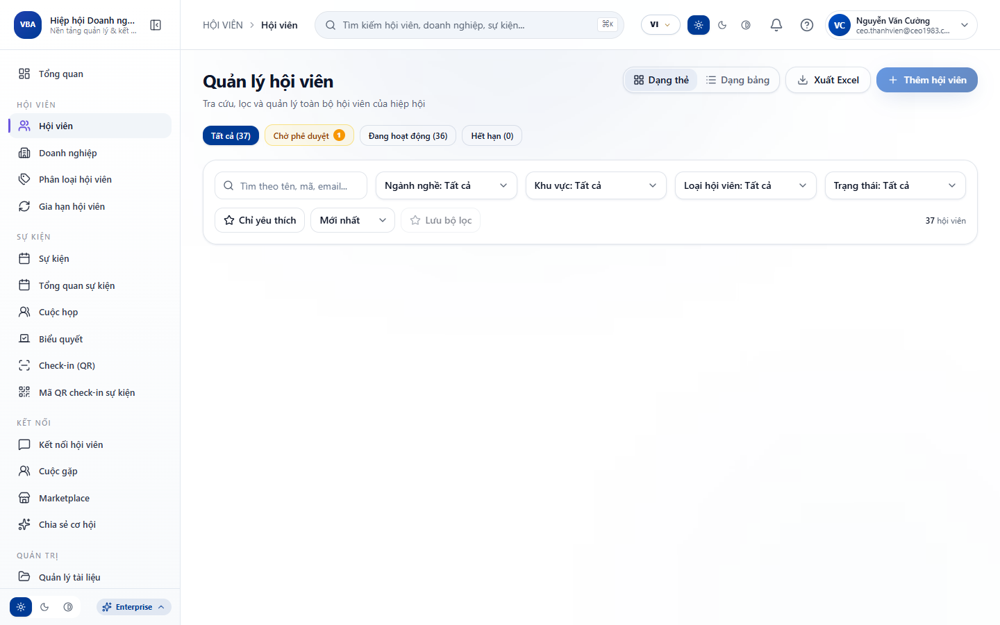 VBA
Hiệp hội Doanh ng...
Nền tảng quản lý & kết ...
HỘI VIÊN
Hội viên
Tìm kiếm hội viên, doanh nghiệp, sự kiện...
⌘K
VI
VC
Nguyễn Văn Cường
ceo.thanhvien@ceo1983.c...
Tổng quan
HỘI VIÊN
Hội viên
Doanh nghiệp
Phân loại hội viên
Gia hạn hội viên
SỰ KIỆN
Sự kiện
Tổng quan sự kiện
Cuộc họp
Biểu quyết
Check-in (QR)
Mã QR check-in sự kiện
KẾT NỐI
Kết nối hội viên
Cuộc gặp
Marketplace
Chia sẻ cơ hội
QUẢN TRỊ
Quản lý tài liệu
Enterprise
Quản lý hội viên
Tra cứu, lọc và quản lý toàn bộ hội viên của hiệp hội
Dạng thẻ
Dạng bảng
Xuất Excel
Thêm hội viên
Tất cả (37)
Chờ phê duyệt 1
Đang hoạt động (36)
Hết hạn (0)
Tìm theo tên, mã, email...
Ngành nghề: Tất cả
Khu vực: Tất cả
Loại hội viên: Tất cả
Trạng thái: Tất cả
Chỉ yêu thích
Mới nhất
Lưu bộ lọc
37 hội viên